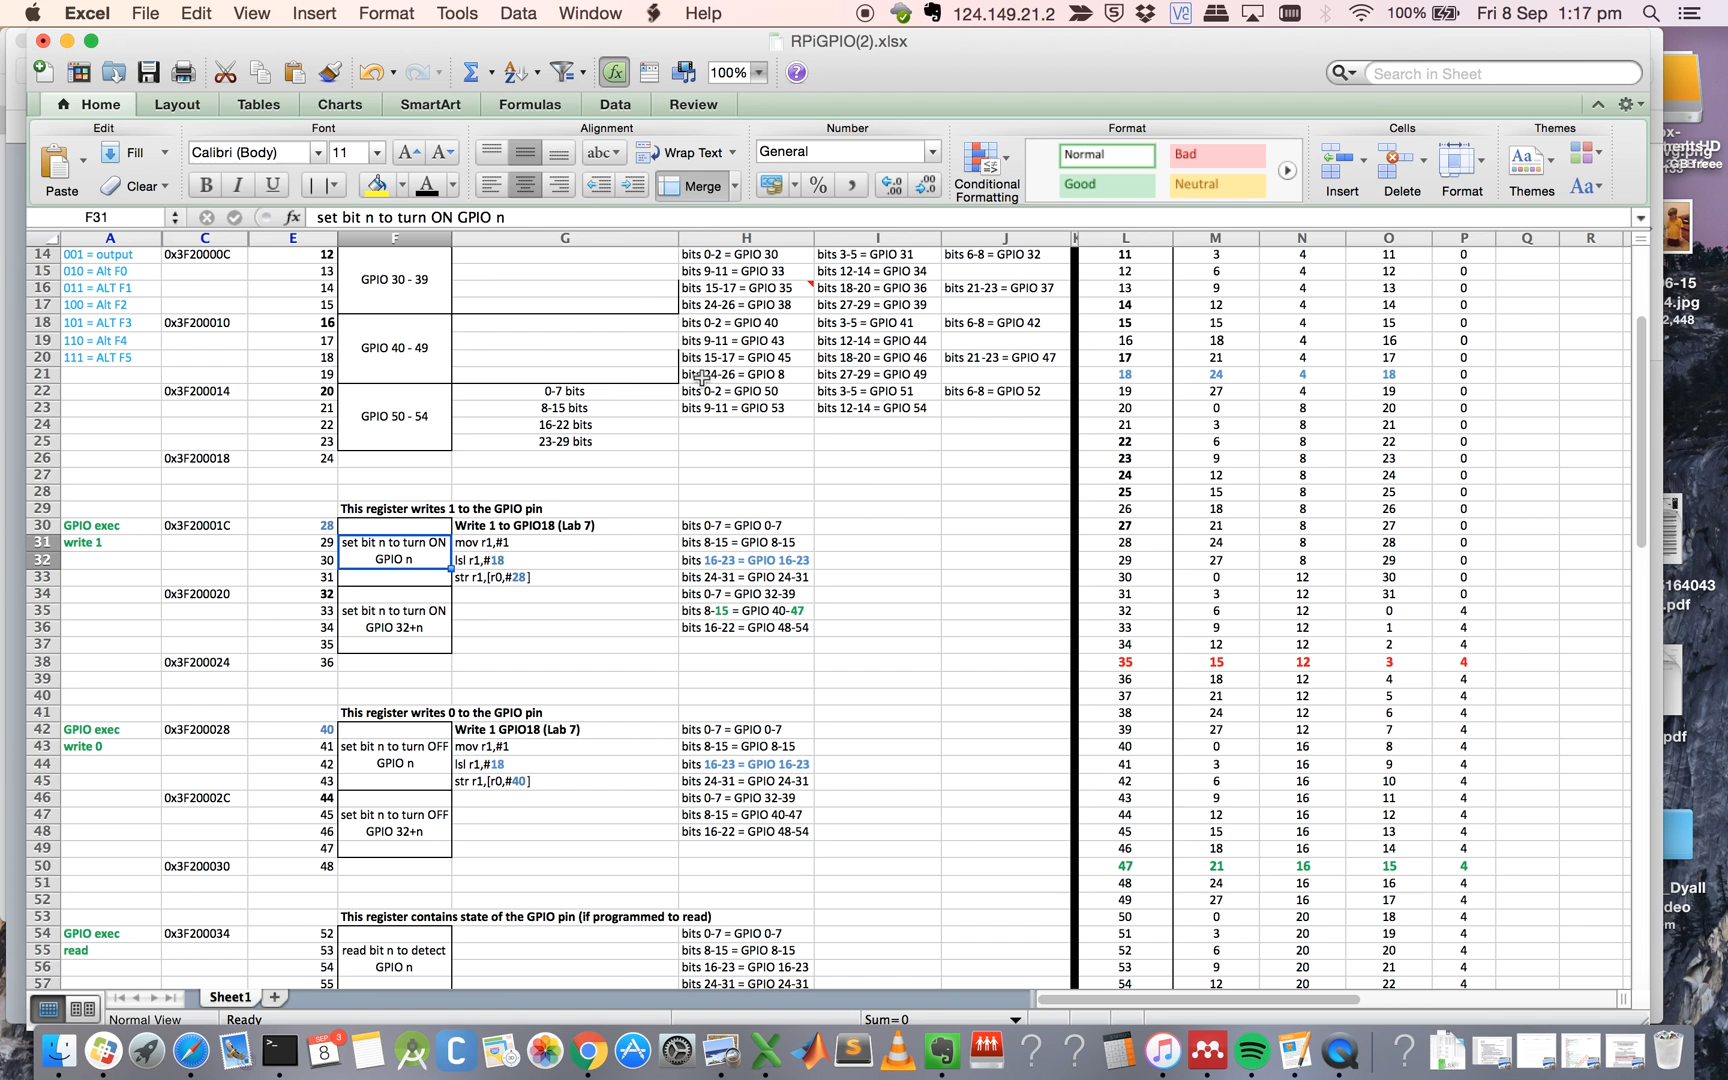 Excel File Edit View Insert Format Tools Data Window Help 124.149.21.2 100% Fri 8 Sep 1:17 pm
RPiGPIO(2).xlsx
100% Search in Sheet
Home Layout Tables Charts SmartArt Formulas Data Review
Edit Font Alignment Number Format Cells Themes
Fill Calibri (Body) 11 abc Wrap Text General Normal Bad
Paste Clear B I U Merge % Conditional Formatting Good Neutral Insert Delete Format Themes Aa
F31 fx set bit n to turn ON GPIO n
A C E F G H I J K L M N O P Q R
14 001 = output 0x3F20000C 12 bits 0-2 = GPIO 30 bits 3-5 = GPIO 31 bits 6-8 = GPIO 32 11 3 4 11 0
15 010 = Alt F0 13 GPIO 30 - 39 bits 9-11 = GPIO 33 bits 12-14 = GPIO 34 12 6 4 12 0
16 011 = ALT F1 14 bits 15-17 = GPIO 35 bits 18-20 = GPIO 36 bits 21-23 = GPIO 37 13 9 4 13 0
17 100 = Alt F2 15 bits 24-26 = GPIO 38 bits 27-29 = GPIO 39 14 12 4 14 0
18 101 = ALT F3 0x3F200010 16 bits 0-2 = GPIO 40 bits 3-5 = GPIO 41 bits 6-8 = GPIO 42 15 15 4 15 0
19 110 = Alt F4 17 GPIO 40 - 49 bits 9-11 = GPIO 43 bits 12-14 = GPIO 44 16 18 4 16 0
20 111 = ALT F5 18 bits 15-17 = GPIO 45 bits 18-20 = GPIO 46 bits 21-23 = GPIO 47 17 21 4 17 0
21 19 bits 24-26 = GPIO 8 bits 27-29 = GPIO 49 18 24 4 18 0
22 0x3F200014 20 0-7 bits bits 0-2 = GPIO 50 bits 3-5 = GPIO 51 bits 6-8 = GPIO 52 19 27 4 19 0
23 21 GPIO 50 - 54 8-15 bits bits 9-11 = GPIO 53 bits 12-14 = GPIO 54 20 0 8 20 0
24 22 16-22 bits 21 3 8 21 0
25 23 23-29 bits 22 6 8 22 0
26 0x3F200018 24 23 9 8 23 0
27 24 12 8 24 0
28 25 15 8 25 0
29 This register writes 1 to the GPIO pin 26 18 8 26 0
30 GPIO exec 0x3F20001C 28 Write 1 to GPIO18 (Lab 7) bits 0-7 = GPIO 0-7 27 21 8 27 0
31 write 1 29 set bit n to turn ON mov r1,#1 bits 8-15 = GPIO 8-15 28 24 8 28 0
32 30 GPIO n lsl r1,#18 bits 16-23 = GPIO 16-23 29 27 8 29 0
33 31 str r1,[r0,#28] bits 24-31 = GPIO 24-31 30 0 12 30 0
34 0x3F200020 32 bits 0-7 = GPIO 32-39 31 3 12 31 0
35 33 set bit n to turn ON bits 8-15 = GPIO 40-47 32 6 12 0 4
36 34 GPIO 32+n bits 16-22 = GPIO 48-54 33 9 12 1 4
37 35 34 12 12 2 4
38 0x3F200024 36 35 15 12 3 4
39 36 18 12 4 4
40 37 21 12 5 4
41 This register writes 0 to the GPIO pin 38 24 12 6 4
42 GPIO exec 0x3F200028 40 Write 1 GPIO18 (Lab 7) bits 0-7 = GPIO 0-7 39 27 12 7 4
43 write 0 41 set bit n to turn OFF mov r1,#1 bits 8-15 = GPIO 8-15 40 0 16 8 4
44 42 GPIO n lsl r1,#18 bits 16-23 = GPIO 16-23 41 3 16 9 4
45 43 str r1,[r0,#40] bits 24-31 = GPIO 24-31 42 6 16 10 4
46 0x3F20002C 44 bits 0-7 = GPIO 32-39 43 9 16 11 4
47 45 set bit n to turn OFF bits 8-15 = GPIO 40-47 44 12 16 12 4
48 46 GPIO 32+n bits 16-22 = GPIO 48-54 45 15 16 13 4
49 47 46 18 16 14 4
50 0x3F200030 48 47 21 16 15 4
51 48 24 16 16 4
52 49 27 16 17 4
53 This register contains state of the GPIO pin (if programmed to read) 50 0 20 18 4
54 GPIO exec 0x3F200034 52 bits 0-7 = GPIO 0-7 51 3 20 19 4
55 read 53 read bit n to detect bits 8-15 = GPIO 8-15 52 6 20 20 4
56 54 GPIO n bits 16-23 = GPIO 16-23 53 9 20 21 4
57 55 bits 24-31 = GPIO 24-31 54 12 20 22 4
Sheet1
Normal View Ready Sum=0
06-15
4.jpg
2,448
5164043
.pdf
pdf
_Dyall
deo
m
SEP
8
3